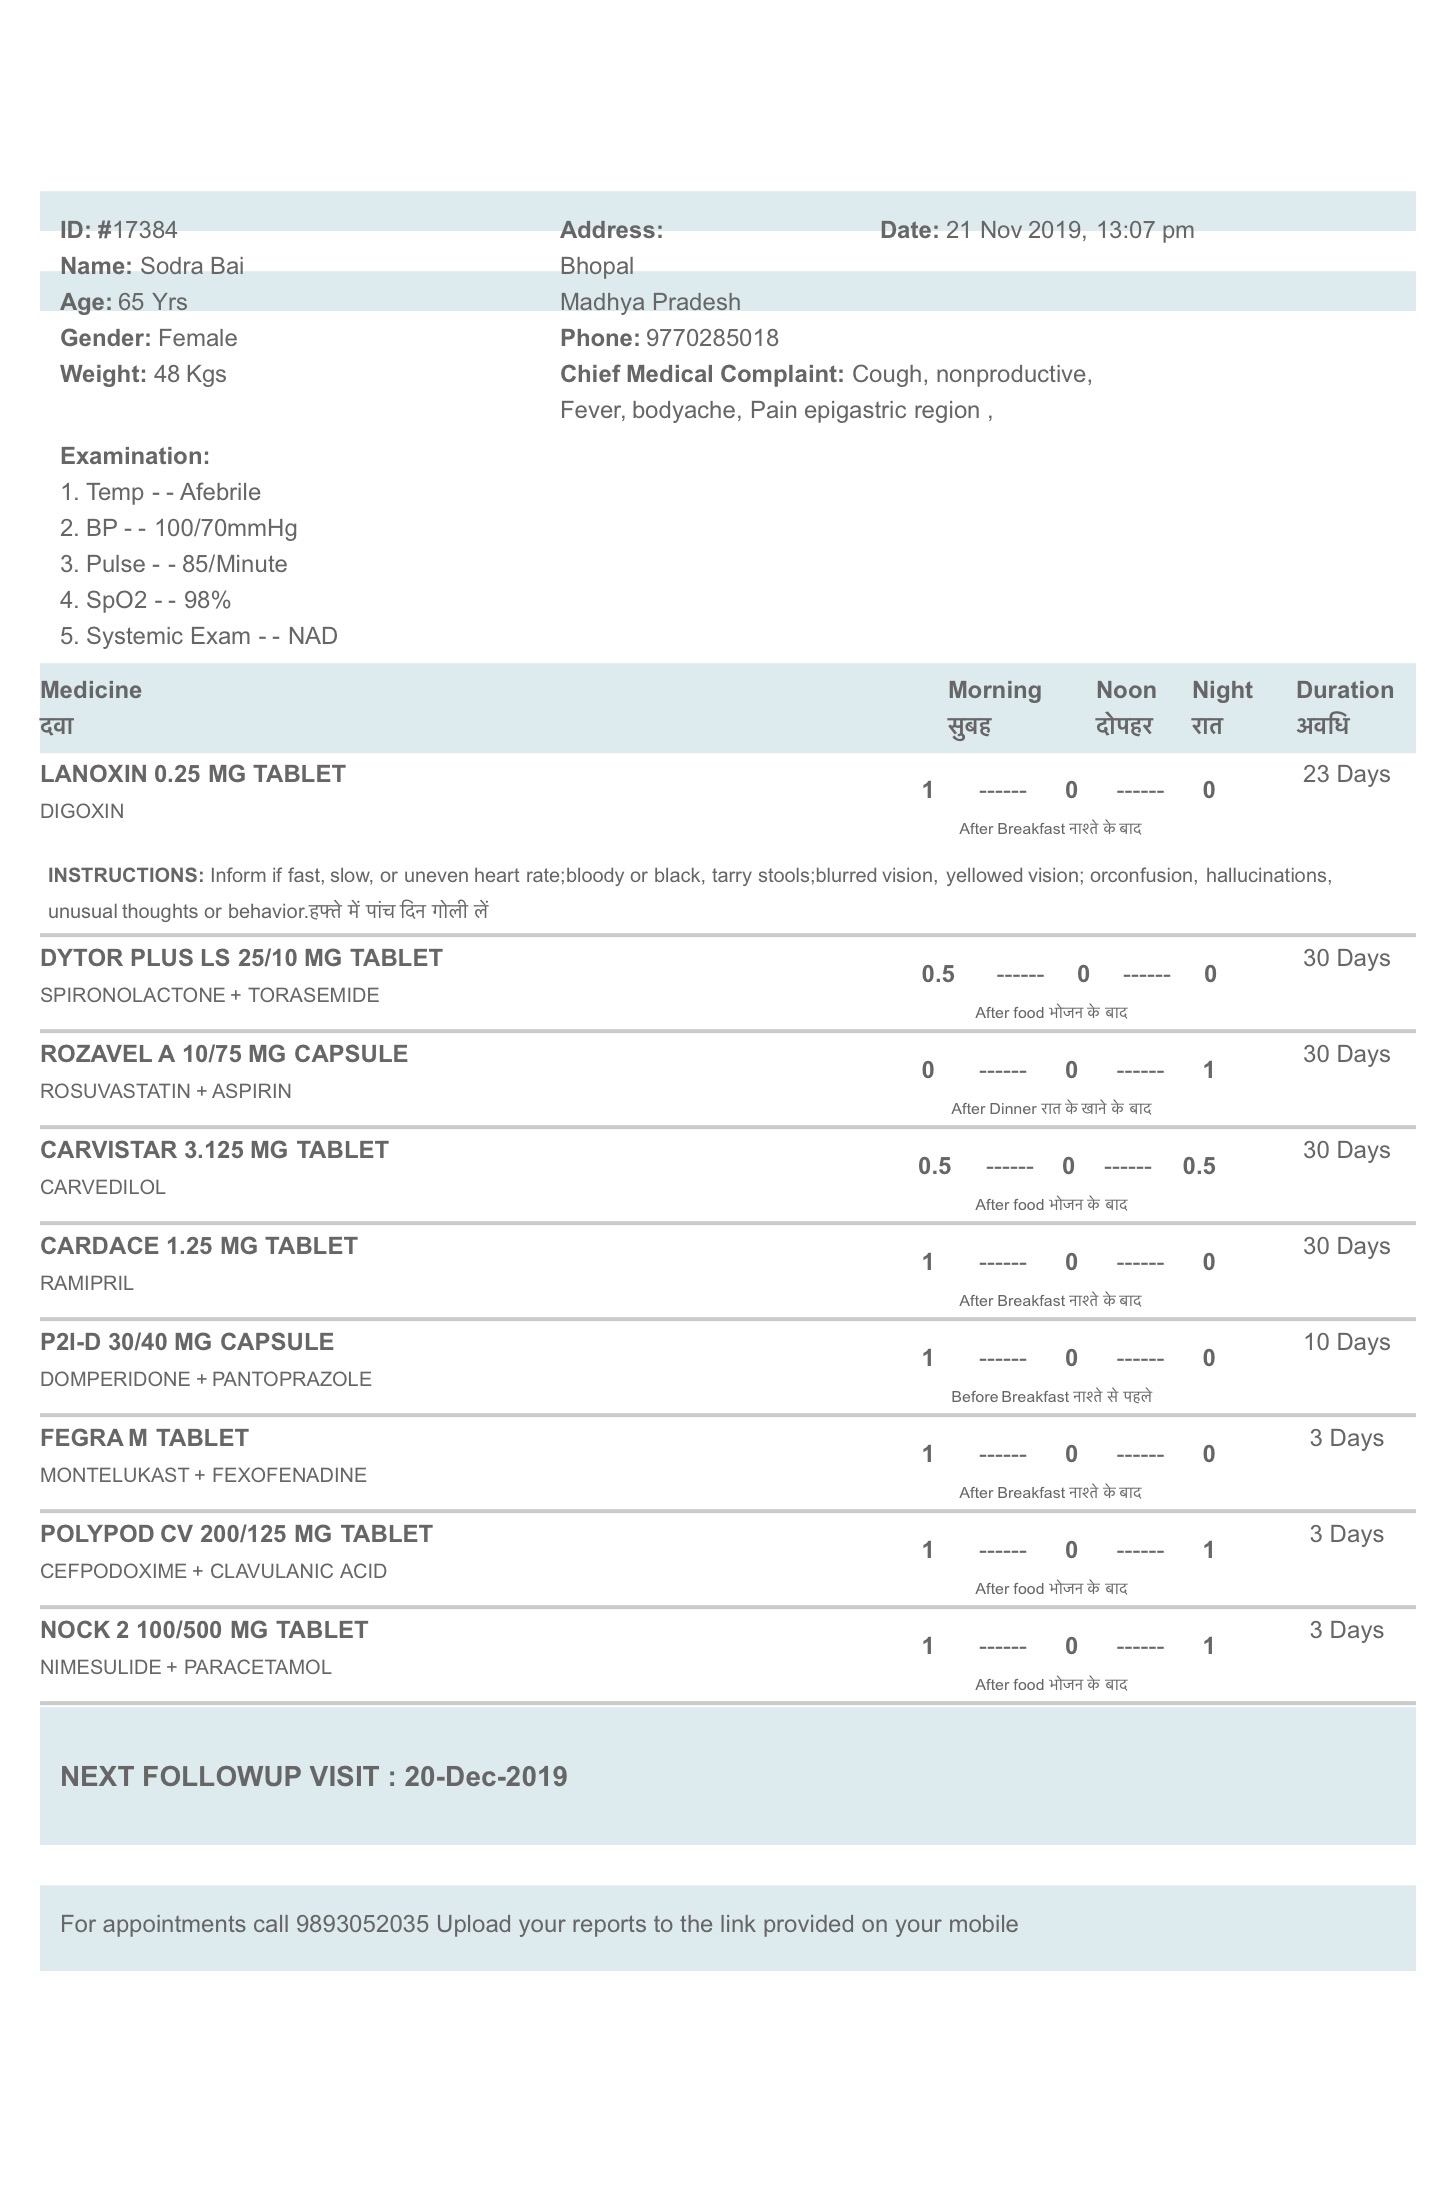 ID: #17384
Name: Sodra Bai
Age: 65 Yrs
Gender: Female
Weight: 48 Kgs
Address:
Bhopal
Madhya Pradesh
Phone: 9770285018
Chief Medical Complaint: Cough, nonproductive,
Fever, bodyache, Pain epigastric region ,
Date: 21 Nov 2019, 13:07 pm
Examination:
1. Temp - - Afebrile
2. BP - - 100/70mmHg
3. Pulse - - 85/Minute
4. SpO2 - - 98%
5. Systemic Exam - - NAD
Medicine Morning Noon Night Duration
दवा सुबह दोपहर रात अवधि
LANOXIN 0.25 MG TABLET 23 Days
1 ------ 0 ------ 0
DIGOXIN
After Breakfast नाश्ते के बाद
INSTRUCTIONS: Inform if fast, slow, or uneven heart rate;bloody or black, tarry stools;blurred vision, yellowed vision; orconfusion, hallucinations,
unusual thoughts or behavior.हफ्ते में पांच दिन गोली लें
DYTOR PLUS LS 25/10 MG TABLET 30 Days
0.5 ------ 0 ------ 0
SPIRONOLACTONE + TORASEMIDE
After food भोजन के बाद
ROZAVEL A 10/75 MG CAPSULE 30 Days
0 ------ 0 ------ 1
ROSUVASTATIN + ASPIRIN
After Dinner रात के खाने के बाद
CARVISTAR 3.125 MG TABLET 30 Days
0.5 ------ 0 ------ 0.5
CARVEDILOL
After food भोजन के बाद
CARDACE 1.25 MG TABLET 30 Days
1 ------ 0 ------ 0
RAMIPRIL
After Breakfast नाश्ते के बाद
P2I-D 30/40 MG CAPSULE 10 Days
1 ------ 0 ------ 0
DOMPERIDONE + PANTOPRAZOLE
Before Breakfast नाश्ते से पहले
FEGRA M TABLET 3 Days
1 ------ 0 ------ 0
MONTELUKAST + FEXOFENADINE
After Breakfast नाश्ते के बाद
POLYPOD CV 200/125 MG TABLET 3 Days
1 ------ 0 ------ 1
CEFPODOXIME + CLAVULANIC ACID
After food भोजन के बाद
NOCK 2 100/500 MG TABLET 3 Days
1 ------ 0 ------ 1
NIMESULIDE + PARACETAMOL
After food भोजन के बाद
NEXT FOLLOWUP VISIT : 20-Dec-2019
For appointments call 9893052035 Upload your reports to the link provided on your mobile